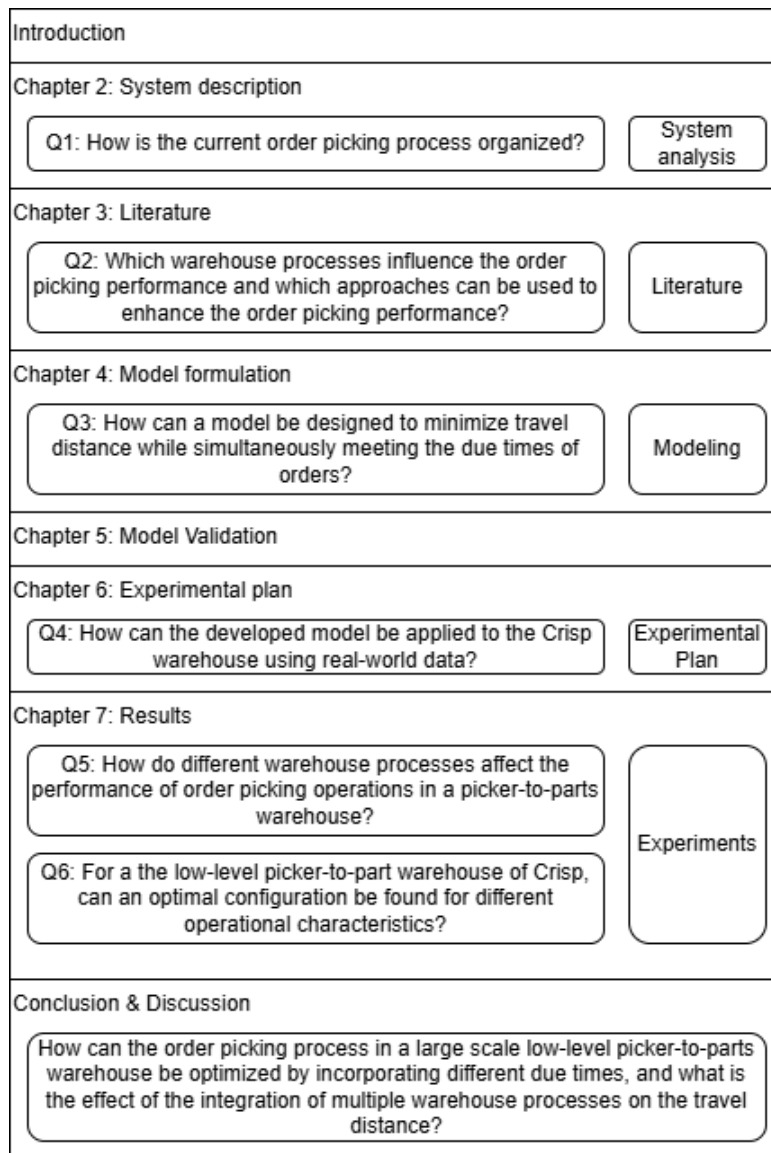 Introduction
Chapter 2: System description
Q1: How is the current order picking process organized?
System
analysis
Chapter 3: Literature
Q2: Which warehouse processes influence the order
picking performance and which approaches can be used to
enhance the order picking performance?
Literature
Chapter 4: Model formulation
Q3: How can a model be designed to minimize travel
distance while simultaneously meeting the due times of
orders?
Modeling
Chapter 5: Model Validation
Chapter 6: Experimental plan
Q4: How can the developed model be applied to the Crisp
warehouse using real-world data?
Experimental
Plan
Chapter 7: Results
Q5: How do different warehouse processes affect the
performance of order picking operations in a picker-to-parts
warehouse?
Q6: For a the low-level picker-to-part warehouse of Crisp,
can an optimal configuration be found for different
operational characteristics?
Experiments
Conclusion & Discussion
How can the order picking process in a large scale low-level picker-to-parts
warehouse be optimized by incorporating different due times, and what is
the effect of the integration of multiple warehouse processes on the travel
distance?